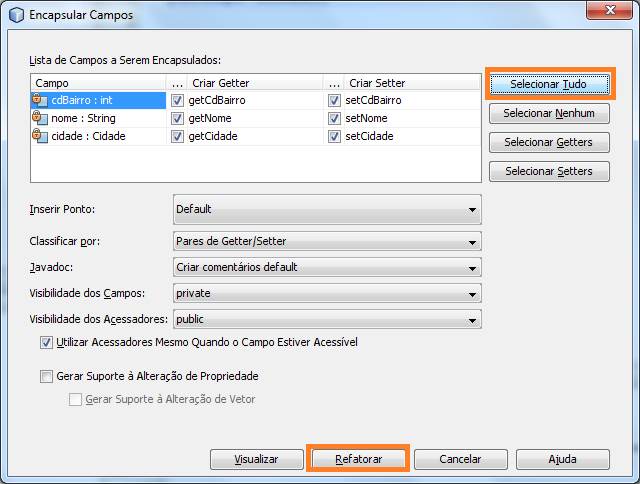 Encapsular Campos
Lista de Campos a Serem Encapsulados:
Campo ... Criar Getter ... Criar Setter
cdBairro : int getCdBairro setCdBairro
nome : String getNome setNome
cidade : Cidade getCidade setCidade
Selecionar Tudo
Selecionar Nenhum
Selecionar Getters
Selecionar Setters
Inserir Ponto: Default
Classificar por: Pares de Getter/Setter
Javadoc: Criar comentários default
Visibilidade dos Campos: private
Visibilidade dos Acessadores: public
Utilizar Acessadores Mesmo Quando o Campo Estiver Acessível
Gerar Suporte à Alteração de Propriedade
Gerar Suporte à Alteração de Vetor
Visualizar Refatorar Cancelar Ajuda